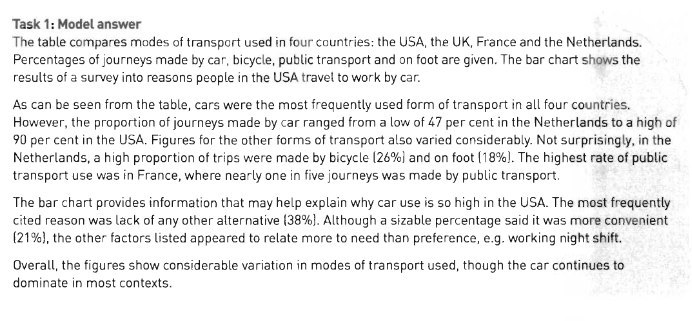 Task 1: Model answer
The table compares modes of transport used in four countries: the USA, the UK, France and the Netherlands.
Percentages of journeys made by car, bicycle, public transport and on foot are given. The bar chart shows the
results of a survey into reasons people in the USA travel to work by car.
As can be seen from the table, cars were the most frequently used form of transport in all four countries.
However, the proportion of journeys made by car ranged from a low of 47 per cent in the Netherlands to a high of
90 per cent in the USA. Figures for the other forms of transport also varied considerably. Not surprisingly, in the
Netherlands, a high proportion of trips were made by bicycle (26%) and on foot (18%). The highest rate of public
transport use was in France, where nearly one in five journeys was made by public transport.
The bar chart provides information that may help explain why car use is so high in the USA. The most frequently
cited reason was lack of any other alternative (38%). Although a sizable percentage said it was more convenient
(21%), the other factors listed appeared to relate more to need than preference, e.g. working night shift.
Overall, the figures show considerable variation in modes of transport used, though the car continues to
dominate in most contexts.